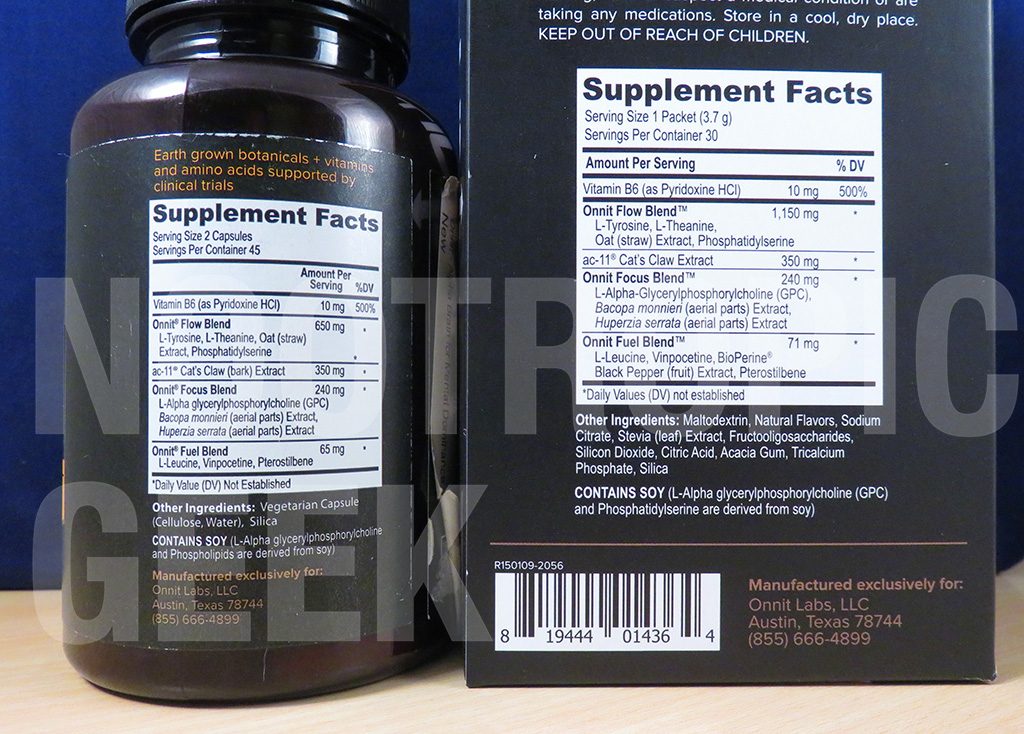 Earth grown botanicals + vitamins
and amino acids supported by
clinical trials
Supplement Facts
Serving Size 2 Capsules
Servings Per Container 45
Amount Per
Serving %DV
Vitamin B6 (as Pyridoxine HCl) 10 mg 500%
Onnit® Flow Blend 650 mg *
L-Tyrosine, L-Theanine, Oat (straw)
Extract, Phosphatidylserine *
ac-11® Cat's Claw (bark) Extract 350 mg *
Onnit® Focus Blend 240 mg *
L-Alpha glycerylphosphorylcholine (GPC)
Bacopa monnieri (aerial parts) Extract,
Huperzia serrata (aerial parts) Extract
Onnit® Fuel Blend 65 mg *
L-Leucine, Vinpocetine, Pterostilbene
*Daily Value (DV) Not Established
Other Ingredients: Vegetarian Capsule
(Cellulose, Water), Silica
CONTAINS SOY (L-Alpha glycerylphosphorylcholine
and Phospholipids are derived from soy)
Manufactured exclusively for:
Onnit Labs, LLC
Austin, Texas 78744
(855) 666-4899
a medical condition or are
taking any medications. Store in a cool, dry place.
KEEP OUT OF REACH OF CHILDREN.
Supplement Facts
Serving Size 1 Packet (3.7 g)
Servings Per Container 30
Amount Per Serving % DV
Vitamin B6 (as Pyridoxine HCl) 10 mg 500%
Onnit Flow Blend™ 1,150 mg *
L-Tyrosine, L-Theanine,
Oat (straw) Extract, Phosphatidylserine
ac-11® Cat's Claw Extract 350 mg *
Onnit Focus Blend™ 240 mg *
L-Alpha-Glycerylphosphorylcholine (GPC),
Bacopa monnieri (aerial parts) Extract,
Huperzia serrata (aerial parts) Extract
Onnit Fuel Blend™ 71 mg *
L-Leucine, Vinpocetine, BioPerine®
Black Pepper (fruit) Extract, Pterostilbene
*Daily Values (DV) not established
Other Ingredients: Maltodextrin, Natural Flavors, Sodium
Citrate, Stevia (leaf) Extract, Fructooligosaccharides,
Silicon Dioxide, Citric Acid, Acacia Gum, Tricalcium
Phosphate, Silica
CONTAINS SOY (L-Alpha glycerylphosphorylcholine (GPC)
and Phosphatidylserine are derived from soy)
R150109-2056
8 19444 01436 4
Manufactured exclusively for:
Onnit Labs, LLC
Austin, Texas 78744
(855) 666-4899
NOOTROPIC
GEEK